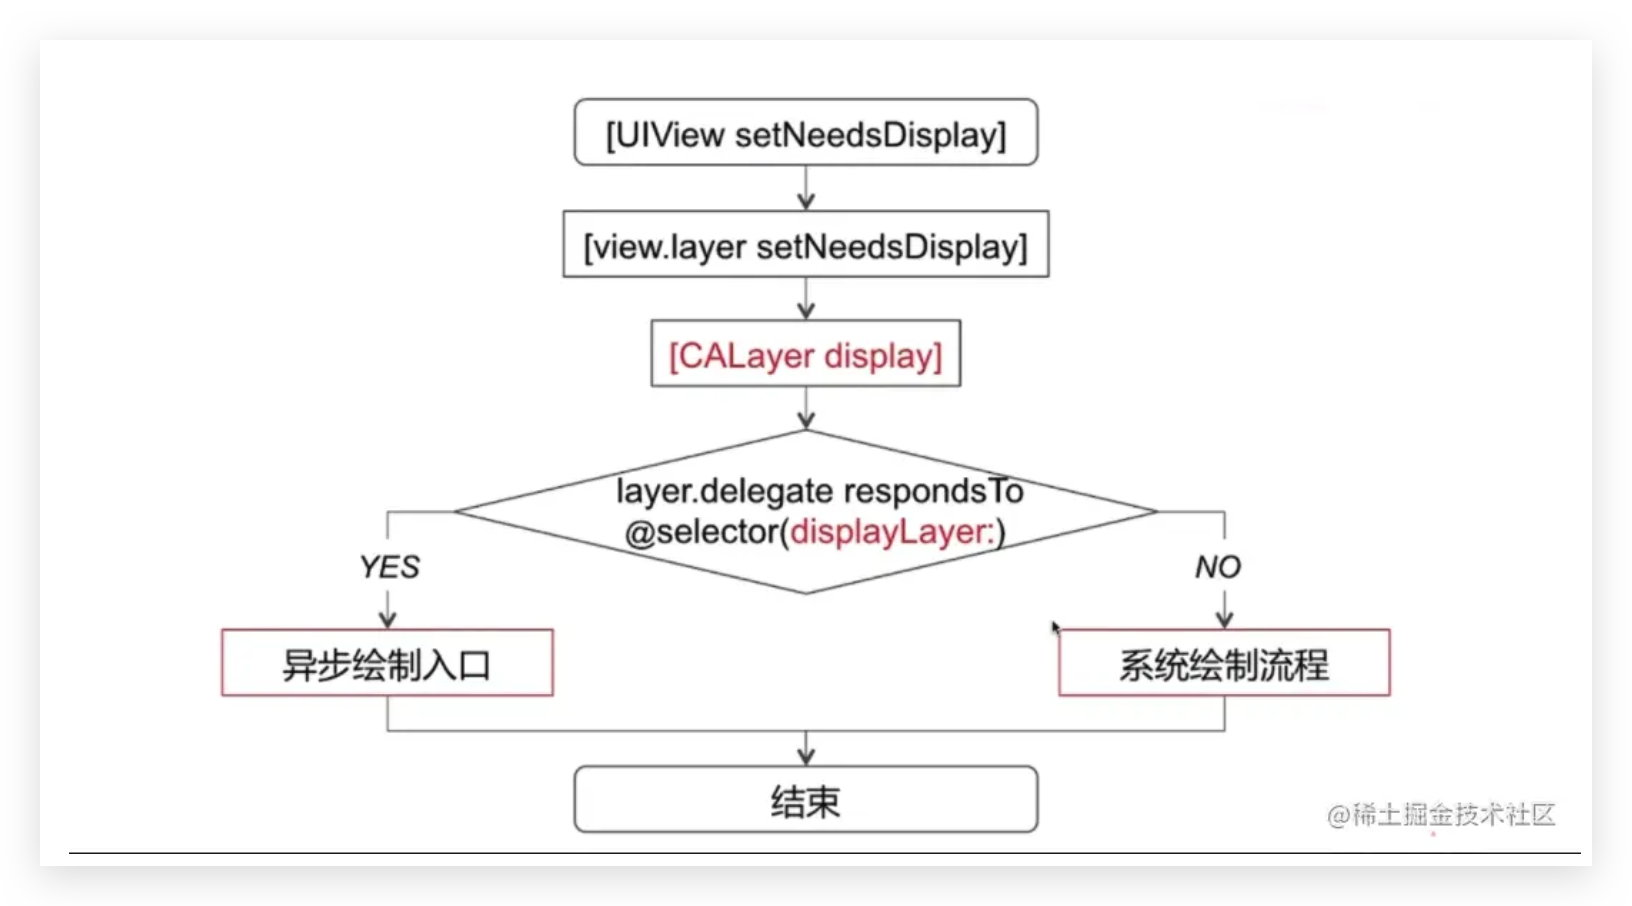 [UIView setNeedsDisplay]
[view.layer setNeedsDisplay]
[CALayer display]
layer.delegate respondsTo
@selector(displayLayer:)
YES
NO
异步绘制入口
系统绘制流程
结束
@稀土掘金技术社区